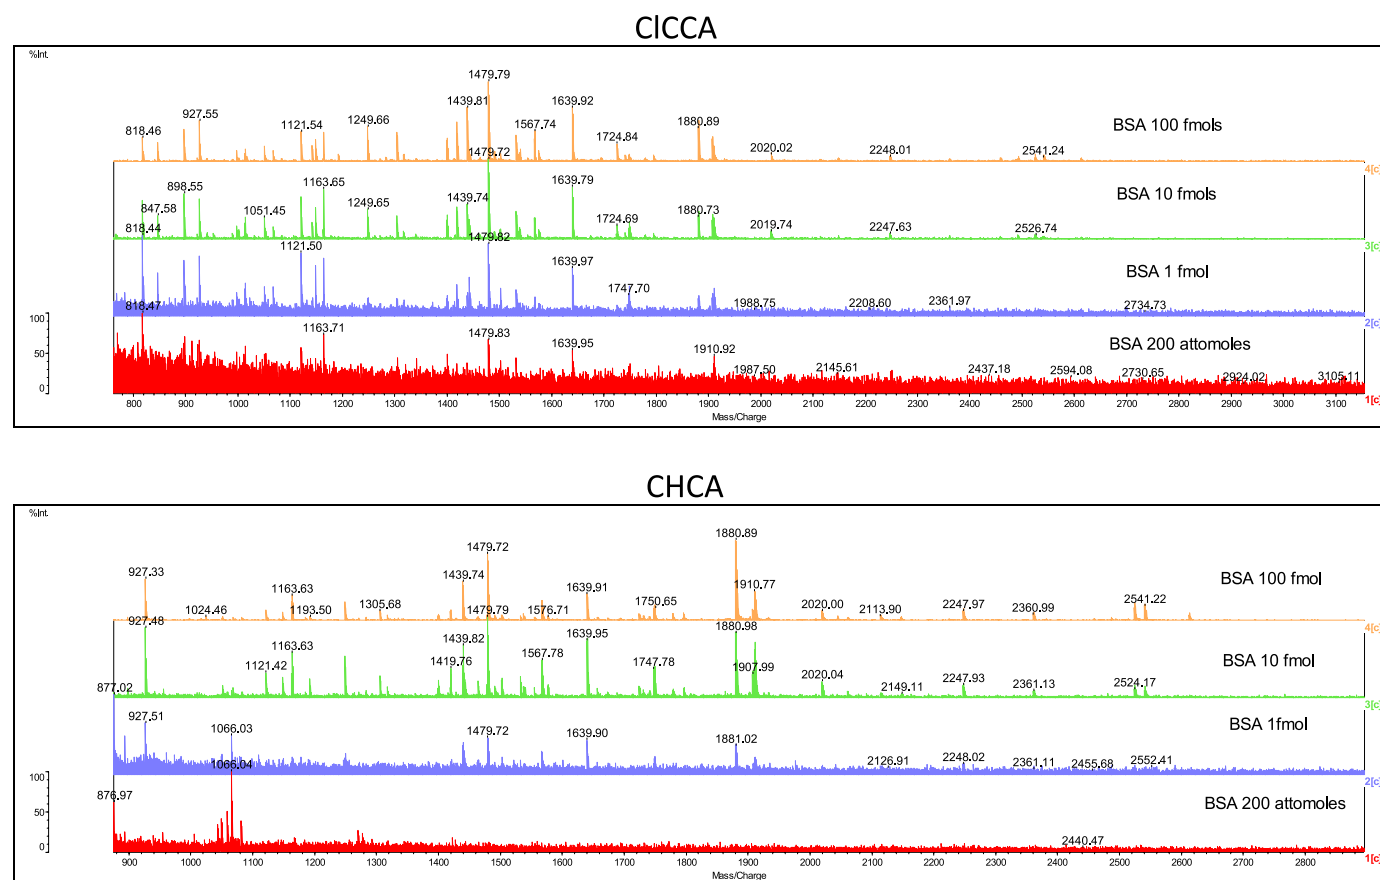 ClCCA
%Int.
1479.79
1439.81 1639.92
927.55 1249.66 1880.89
818.46 1121.54 1567.74 1724.84 BSA 100 fmols
1479.72 2020.02 2248.01 2541.24
4[c]
898.55 1163.65 1639.79 BSA 10 fmols
847.58 1051.45 1249.65 1439.74 1880.73
818.44 1724.69 2019.74 2247.63 2526.74
1479.82
3[c]
1121.50 1639.97 BSA 1 fmol
1747.70
818.47 1988.75 2208.60 2361.97 2734.73
2[c]
100 1163.71 1479.83 BSA 200 attomoles
50 1639.95 1910.92
1987.50 2145.61 2437.18 2594.08 2730.65 2924.02 3105.11
0
1[c]
800 900 1000 1100 1200 1300 1400 1500 1600 1700 1800 1900 2000 2100 2200 2300 2400 2500 2600 2700 2800 2900 3000 3100
Mass/Charge
CHCA
%Int.
1880.89
1479.72
927.33 1163.63 1439.74 1639.91 1910.77 BSA 100 fmol
1024.46 1193.50 1305.68 1479.79 1576.71 1750.65 2020.00 2113.90 2247.97 2360.99 2541.22
4[c]
927.48 1439.82 1639.95 1880.98
1163.63 1567.78 BSA 10 fmol
1121.42 1419.76 1747.78 1907.99
877.02 2020.04 2149.11 2247.93 2361.13 2524.17
3[c]
927.51 1066.03 1479.72 1639.90 1881.02 BSA 1fmol
2126.91 2248.02 2361.11 2455.68 2552.41
2[c]
100 1066.04
876.97 BSA 200 attomoles
50
0 2440.47
1[c]
900 1000 1100 1200 1300 1400 1500 1600 1700 1800 1900 2000 2100 2200 2300 2400 2500 2600 2700 2800
Mass/Charge